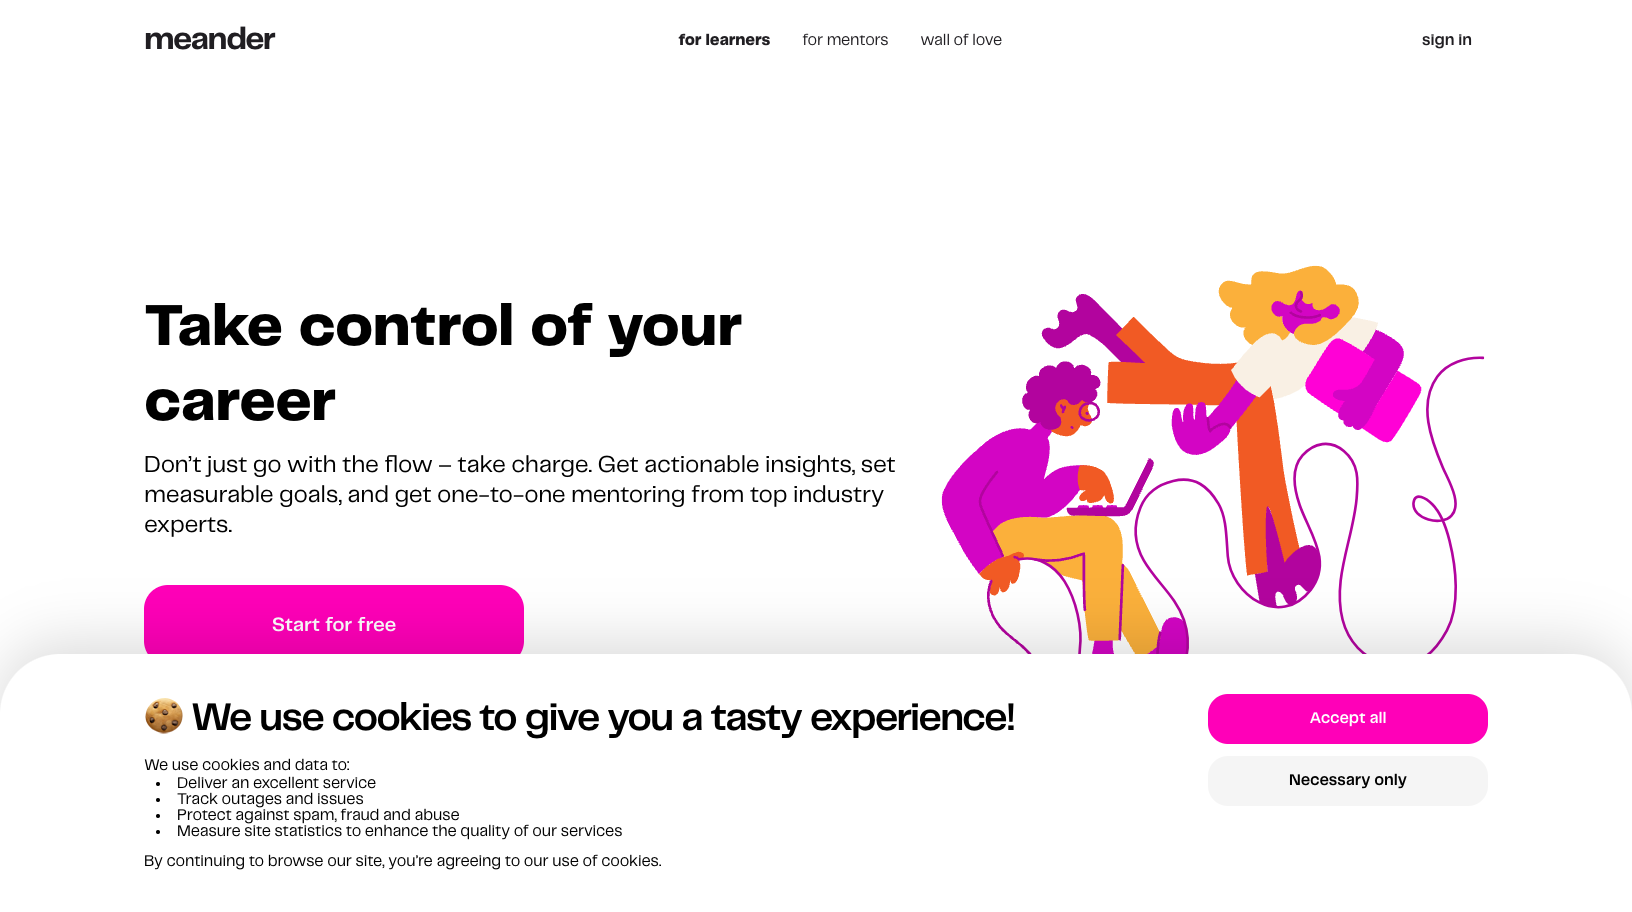 meander
for learners
for mentors
wall of love
sign in
Take control of your
career
Don’t just go with the flow – take charge. Get actionable insights, set
measurable goals, and get one-to-one mentoring from top industry
experts.
Start for free
We use cookies to give you a tasty experience!
We use cookies and data to:
• Deliver an excellent service
• Track outages and issues
• Protect against spam, fraud and abuse
• Measure site statistics to enhance the quality of our services
By continuing to browse our site, you’re agreeing to our use of cookies.
Accept all
Necessary only